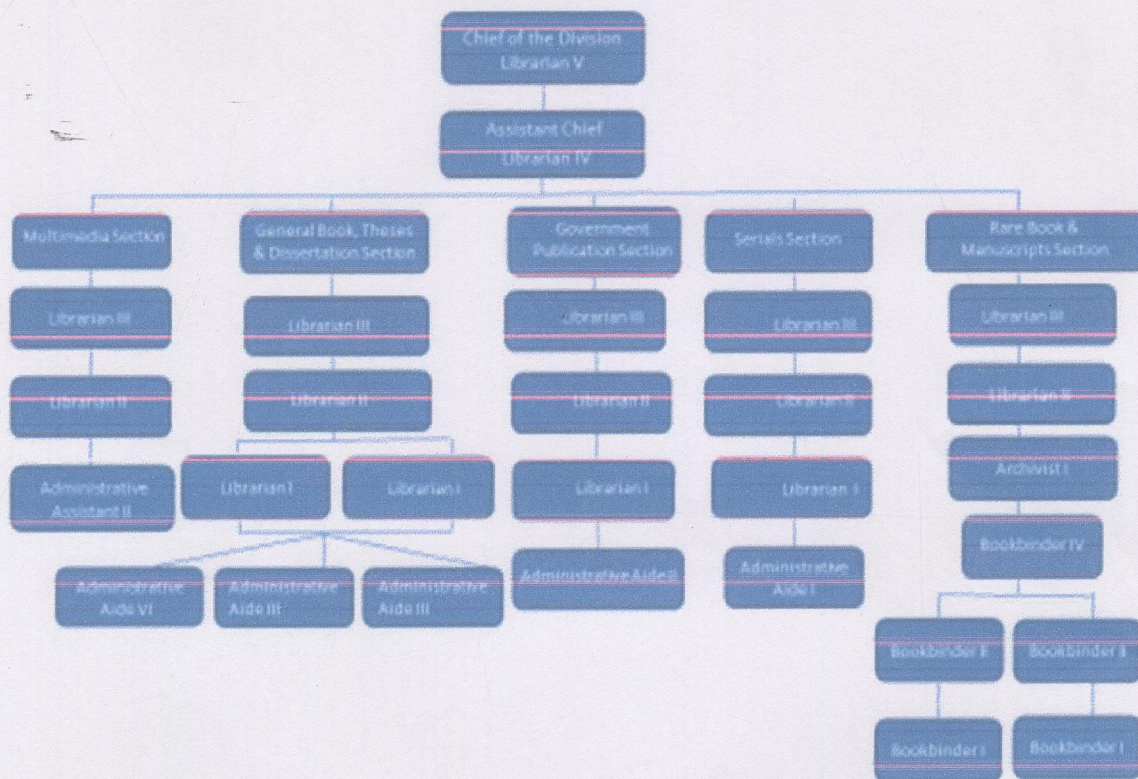 Chief of the Division
Librarian V
Assistant Chief
Librarian IV
Multimedia Section
General Book, Theses
& Dissertation Section
Government
Publication Section
Serials Section
Rare Book &
Manuscripts Section
Librarian III
Librarian III
Librarian III
Librarian III
Librarian III
Librarian II
Librarian II
Librarian II
Librarian II
Librarian II
Administrative
Assistant II
Librarian I
Librarian I
Librarian I
Librarian I
Archivist I
Bookbinder IV
Administrative
Aide VI
Administrative
Aide III
Administrative
Aide III
Administrative Aide
Administrative
Aide I
Bookbinder
Bookbinder
Bookbinder I
Bookbinder I